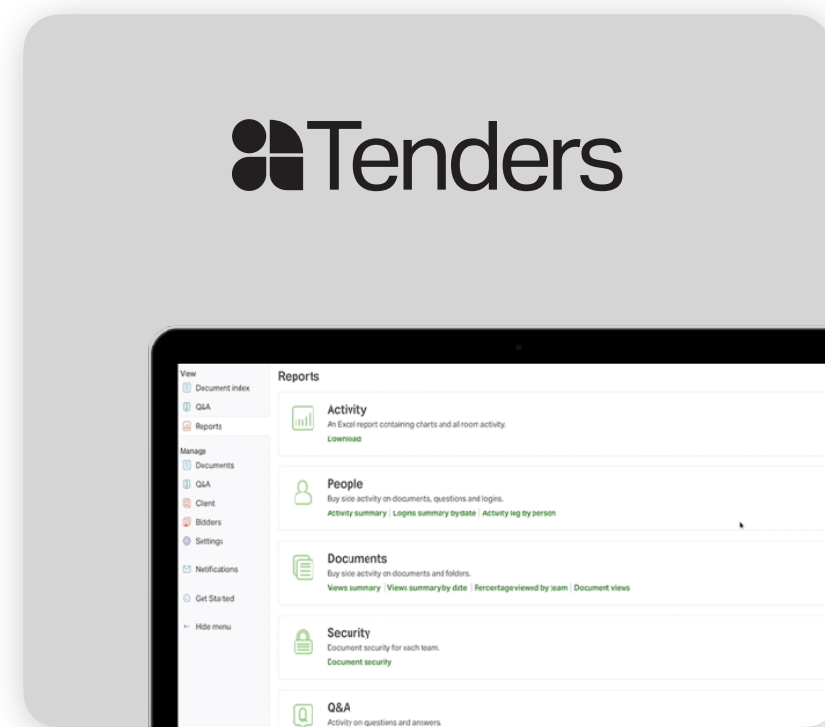 Tenders
View
Document index
Q&A
Reports
Manage
Documents
Q&A
Client
Bidders
Settings
Notifications
Get Started
Hide menu
Reports
Activity
An Excel report containing charts and all room activity.
Download
People
Buy side activity on documents, questions and logins.
Activity summary | Logins summary by date | Activity log by person
Documents
Buy side activity on documents and folders.
Views summary | Views summary by date | Percentage viewed by team | Document views
Security
Document security for each team.
Document security
Q&A
Activity on questions and answers.